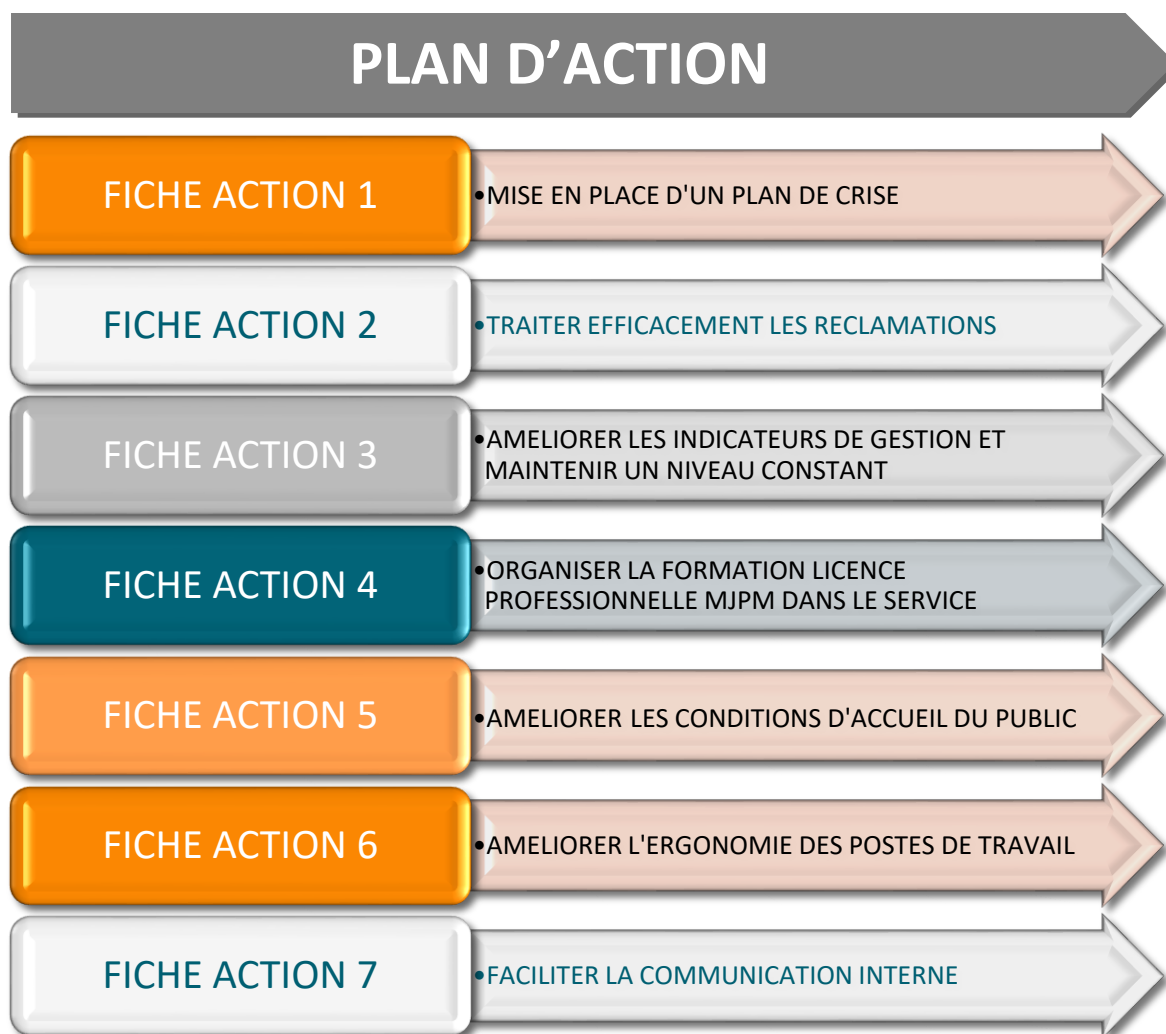 PLAN D’ACTION
FICHE ACTION 1
•MISE EN PLACE D'UN PLAN DE CRISE
FICHE ACTION 2
•TRAITER EFFICACEMENT LES RECLAMATIONS
FICHE ACTION 3
•AMELIORER LES INDICATEURS DE GESTION ET
MAINTENIR UN NIVEAU CONSTANT
FICHE ACTION 4
•ORGANISER LA FORMATION LICENCE
PROFESSIONNELLE MJPM DANS LE SERVICE
FICHE ACTION 5
•AMELIORER LES CONDITIONS D'ACCUEIL DU PUBLIC
FICHE ACTION 6
•AMELIORER L'ERGONOMIE DES POSTES DE TRAVAIL
FICHE ACTION 7
•FACILITER LA COMMUNICATION INTERNE